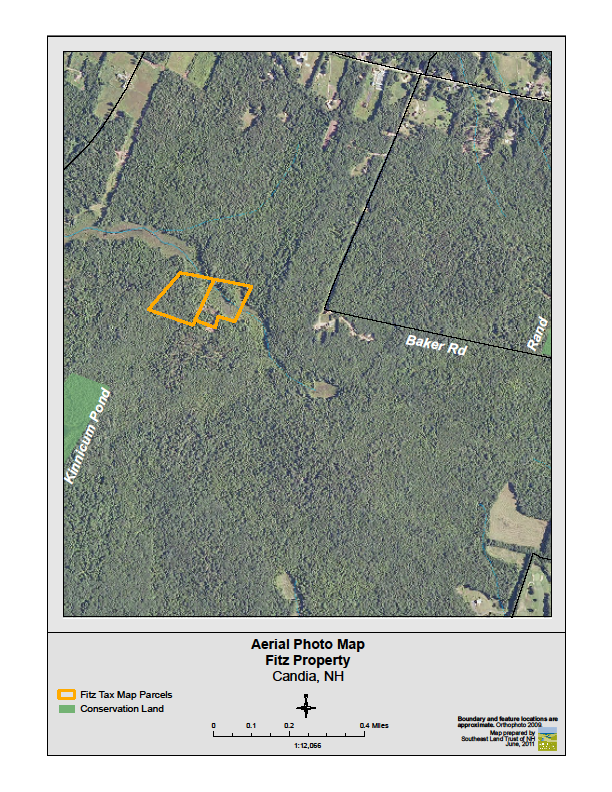 Baker Rd
Rand
Kinnicum Pond
Aerial Photo Map
Fitz Property
Candia, NH
Fitz Tax Map Parcels
Conservation Land
0 0.1 0.2 0.4 Miles
1:12,066
Boundary and feature locations are
approximate. Orthophoto 2009.
Map prepared by
Southeast Land Trust of NH
June, 2011